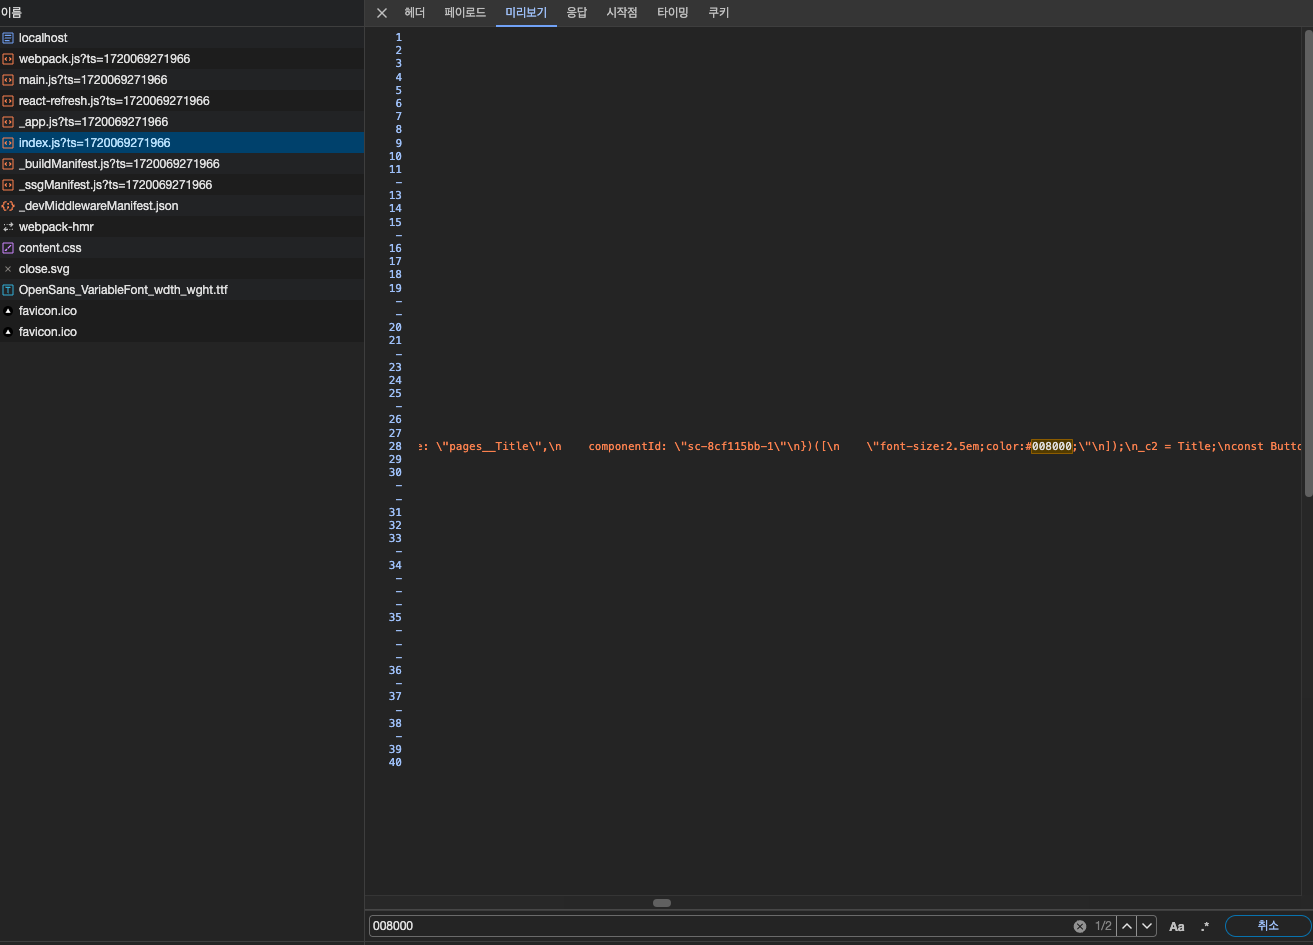 이름
localhost
webpack.js?ts=1720069271966
main.js?ts=1720069271966
react-refresh.js?ts=1720069271966
_app.js?ts=1720069271966
index.js?ts=1720069271966
_buildManifest.js?ts=1720069271966
_ssgManifest.js?ts=1720069271966
_devMiddlewareManifest.json
webpack-hmr
content.css
close.svg
OpenSans_VariableFont_wdth_wght.ttf
favicon.ico
favicon.ico
헤더 페이로드 미리보기 응답 시작점 타이밍 쿠키
1
2
3
4
5
6
7
8
9
10
11
-
13
14
15
-
16
17
18
19
-
-
20
21
-
23
24
25
-
26
27
28 e: \"pages__Title\",\n    componentId: \"sc-8cf115bb-1\"\n})([\n    \"font-size:2.5em;color:#008000;\"\n]);\n_c2 = Title;\nconst Butto
29
30
-
-
31
32
33
-
34
-
-
-
35
-
-
-
36
-
37
-
38
-
39
40
008000 1/2 Aa .* 취소